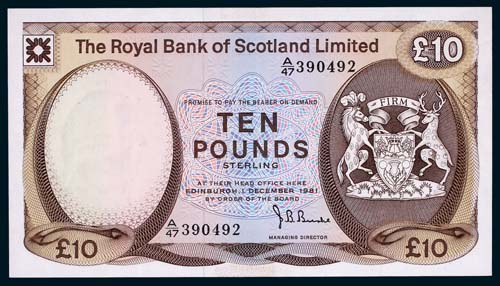 The Royal Bank of Scotland Limited
£10
A/47 390492
PROMISE TO PAY THE BEARER ON DEMAND
FIRM
TEN
POUNDS
STERLING
AT THEIR HEAD OFFICE HERE
EDINBURGH, 1 DECEMBER 1981
BY ORDER OF THE BOARD
A/47 390492
MANAGING DIRECTOR
£10
£10